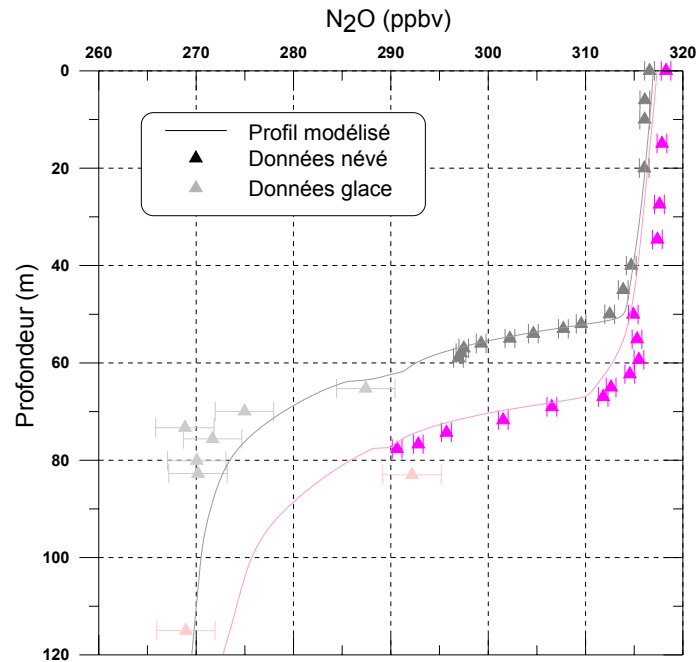 N2O (ppbv)
260 270 280 290 300 310 320
0
20
40
60
80
100
120
Profondeur (m)
Profil modélisé
Données névé
Données glace